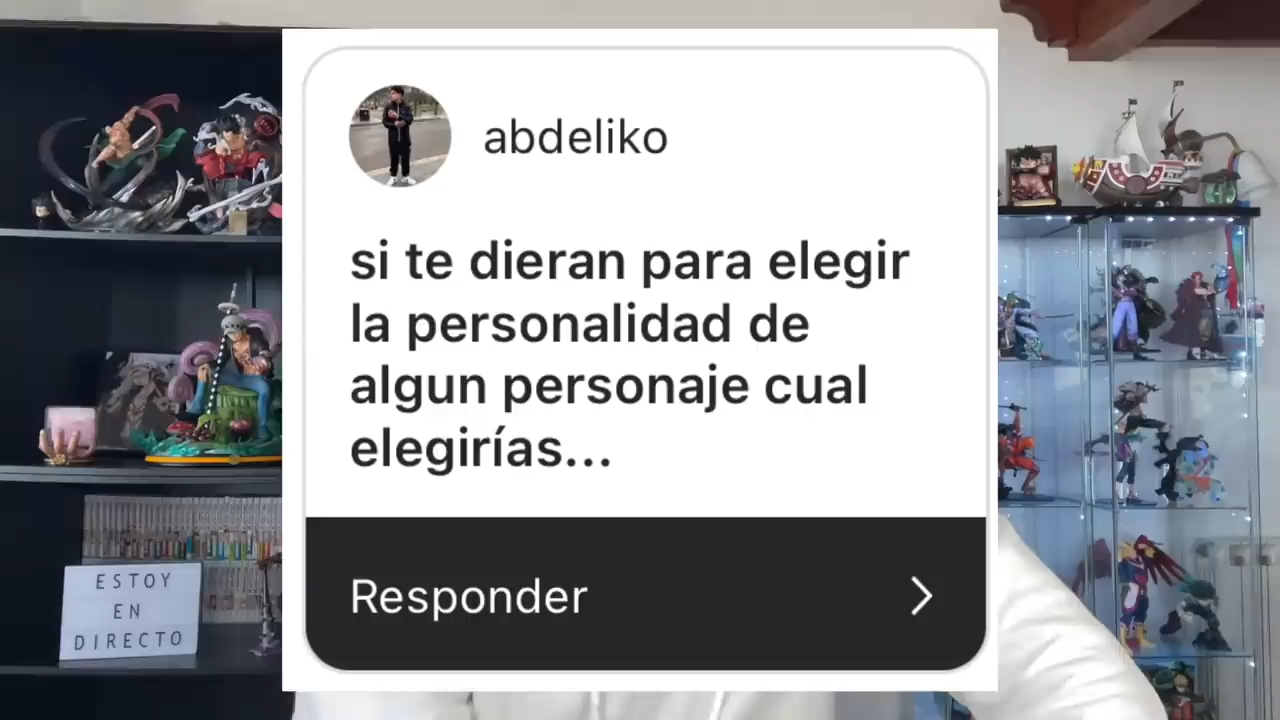 abdeliko
si te dieran para elegir
la personalidad de
algun personaje cual
elegirías...
Responder
ESTOY
EN
DIRECTO